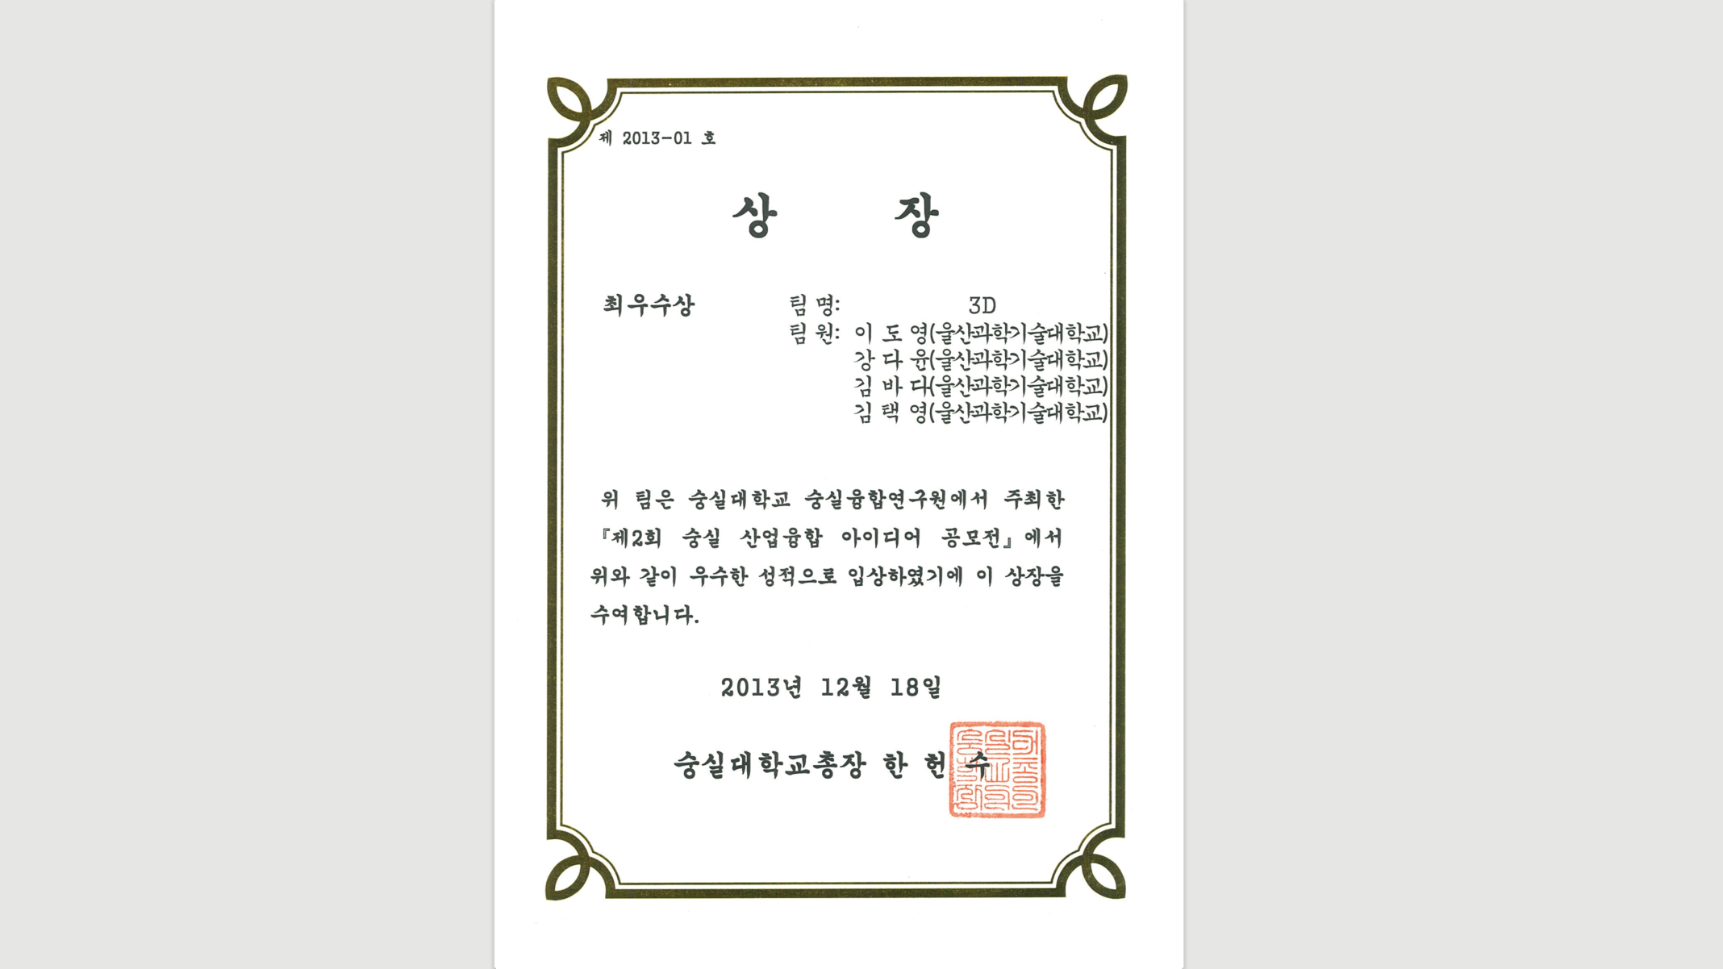 제 2013-01 호
상 장
최우수상 팀 명: 3D
팀 원: 이 도 영(울산과학기술대학교)
강 다 윤(울산과학기술대학교)
김 바 다(울산과학기술대학교)
김 택 영(울산과학기술대학교)
위 팀은 숭실대학교 숭실융합연구원에서 주최한
『제2회 숭실 산업융합 아이디어 공모전』에서
위와 같이 우수한 성적으로 입상하였기에 이 상장을
수여합니다.
2013년 12월 18일
숭실대학교총장 한 헌 수